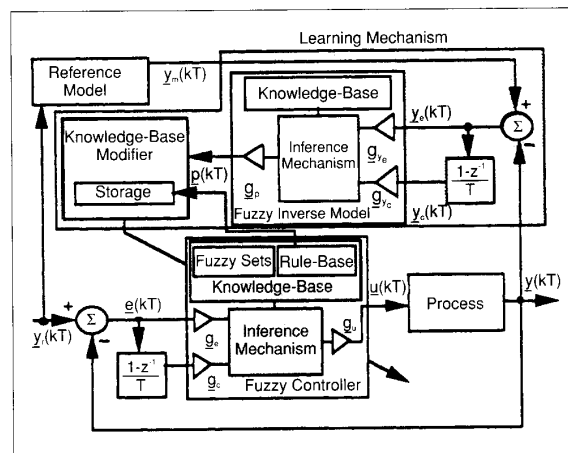 Learning Mechanism
Reference
Model
y_m(kT)
Knowledge-Base
Knowledge-Base
Modifier
Storage
Inference
Mechanism
g_ye
g_yc
g_p
p(kT)
y_e(kT)
y_c(kT)
+
Σ
−
1-z⁻¹
T
Fuzzy Inverse Model
Fuzzy Sets
Rule-Base
Knowledge-Base
u(kT)
Process
y(kT)
+
Σ
−
y_r(kT)
e(kT)
g_e
Inference
Mechanism
g_u
1-z⁻¹
T
g_c
Fuzzy Controller